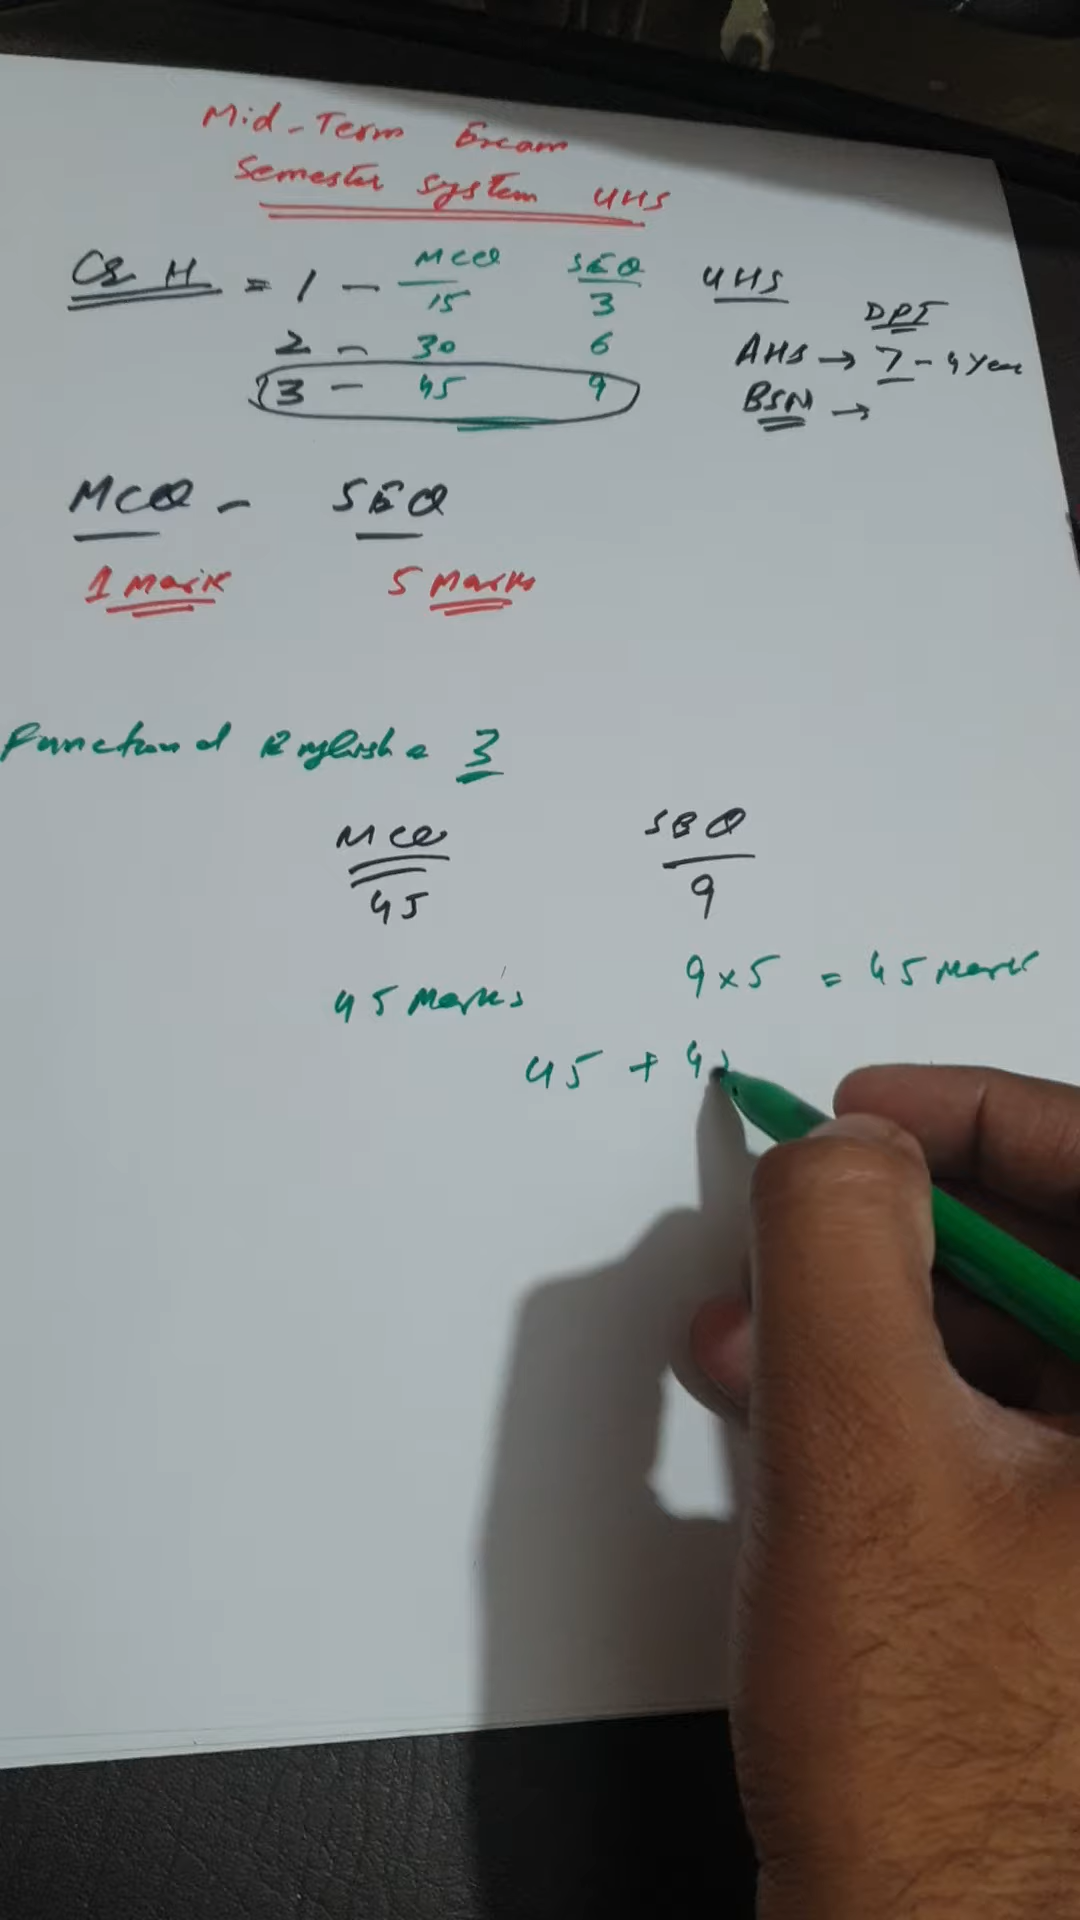 Mid-Term Exam
Semester System UHS
Cr H = 1 - MCQ/15 SEQ/3
2 - 30 6
3 - 45 9
UHS
DPT
AHS → 7 - 4 Year
BSN →
MCQ - SEQ
1 Mark 5 Marks
Functional English = 3
MCQ SEQ
45 9
45 Marks 9x5 = 45 Mark
45 + 45